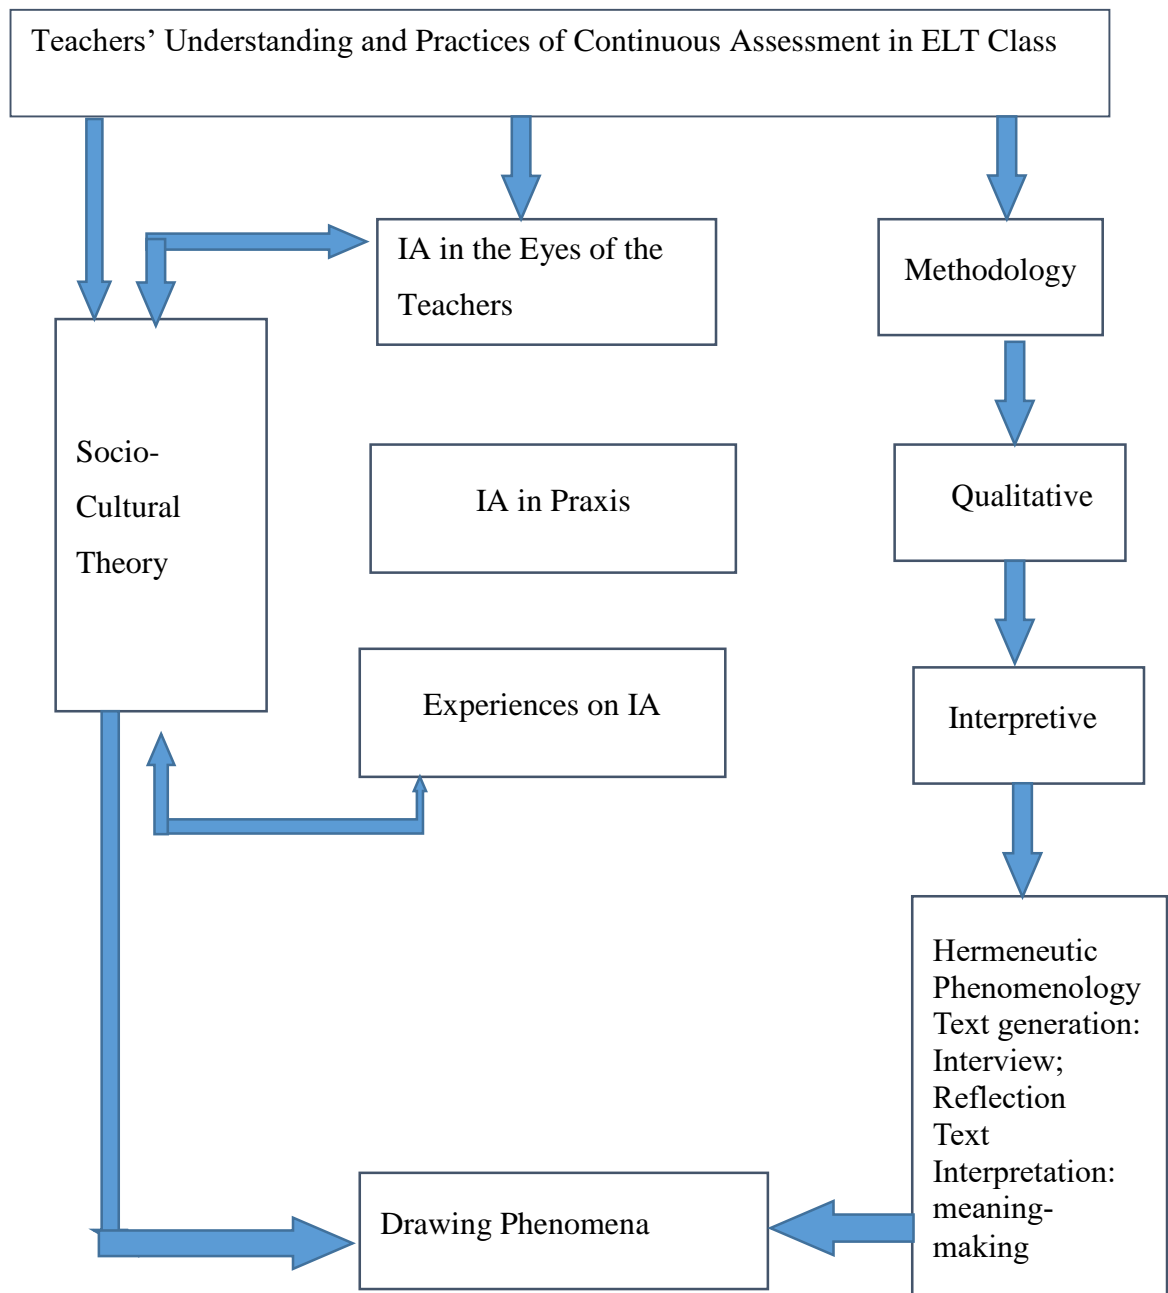 Teachers’ Understanding and Practices of Continuous Assessment in ELT Class
IA in the Eyes of the
Teachers
Methodology
Socio-
Cultural
Theory
IA in Praxis
Qualitative
Experiences on IA
Interpretive
Hermeneutic
Phenomenology
Text generation:
Interview;
Reflection
Text
Interpretation:
meaning-
making
Drawing Phenomena